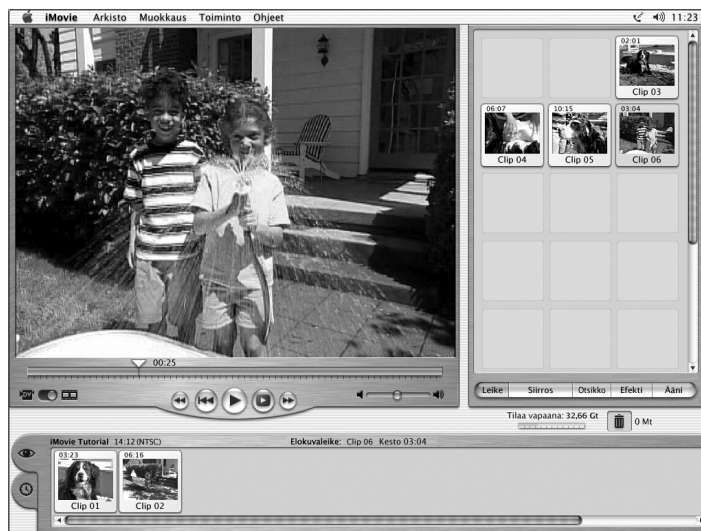 iMovie Arkisto Muokkaus Toiminto Ohjeet 11:23
02:01
Clip 03
06:07 10:15 03:04
Clip 04 Clip 05 Clip 06
00:25
DV
Leike Siirros Otsikko Efekti Ääni
Tilaa vapaana: 32,66 Gt 0 Mt
iMovie Tutorial 14:12 (NTSC) Elokuvaleike: Clip 06 Kesto 03:04
03:23 06:16
Clip 01 Clip 02